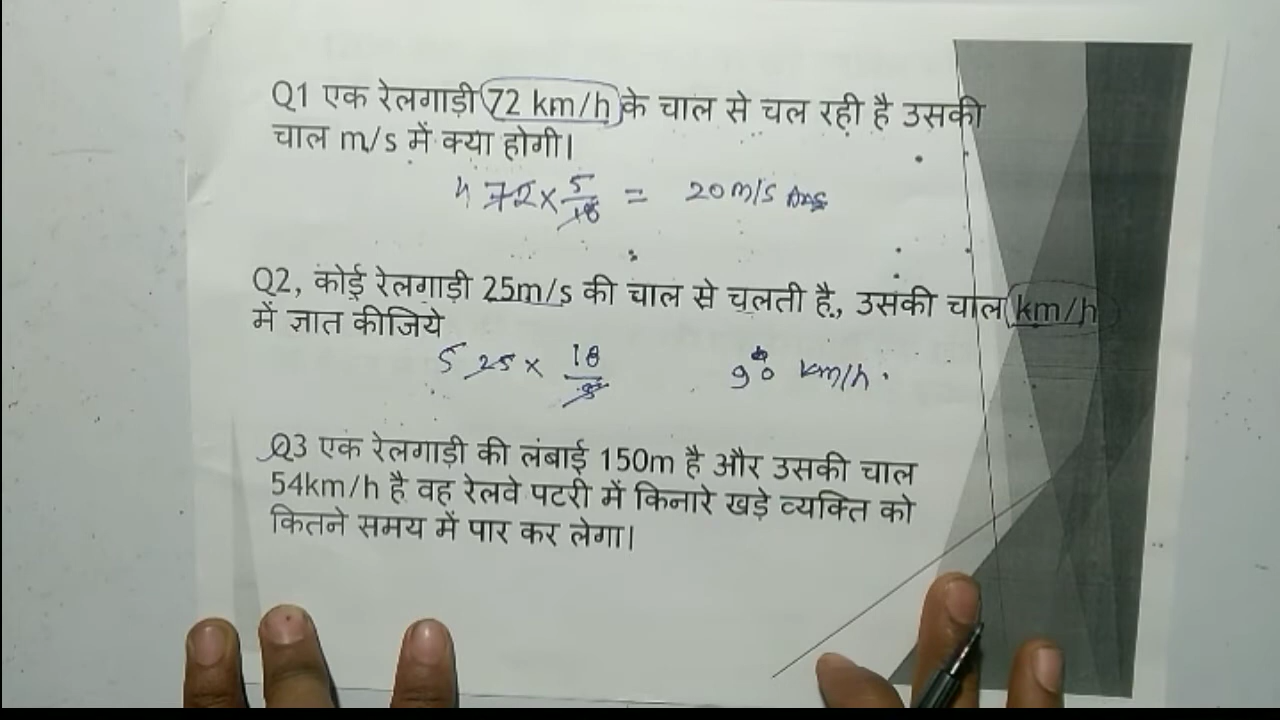 Q1 एक रेलगाड़ी 72 km/h के चाल से चल रही है उसकी
चाल m/s में क्या होगी।
4 72 × 5/18 = 20 m/s Ans
Q2, कोई रेलगाड़ी 25m/s की चाल से चलती है, उसकी चाल km/h
में ज्ञात कीजिये
5 25 × 18/5 90 km/h.
Q3 एक रेलगाड़ी की लंबाई 150m है और उसकी चाल
54km/h है वह रेलवे पटरी में किनारे खड़े व्यक्ति को
कितने समय में पार कर लेगा।